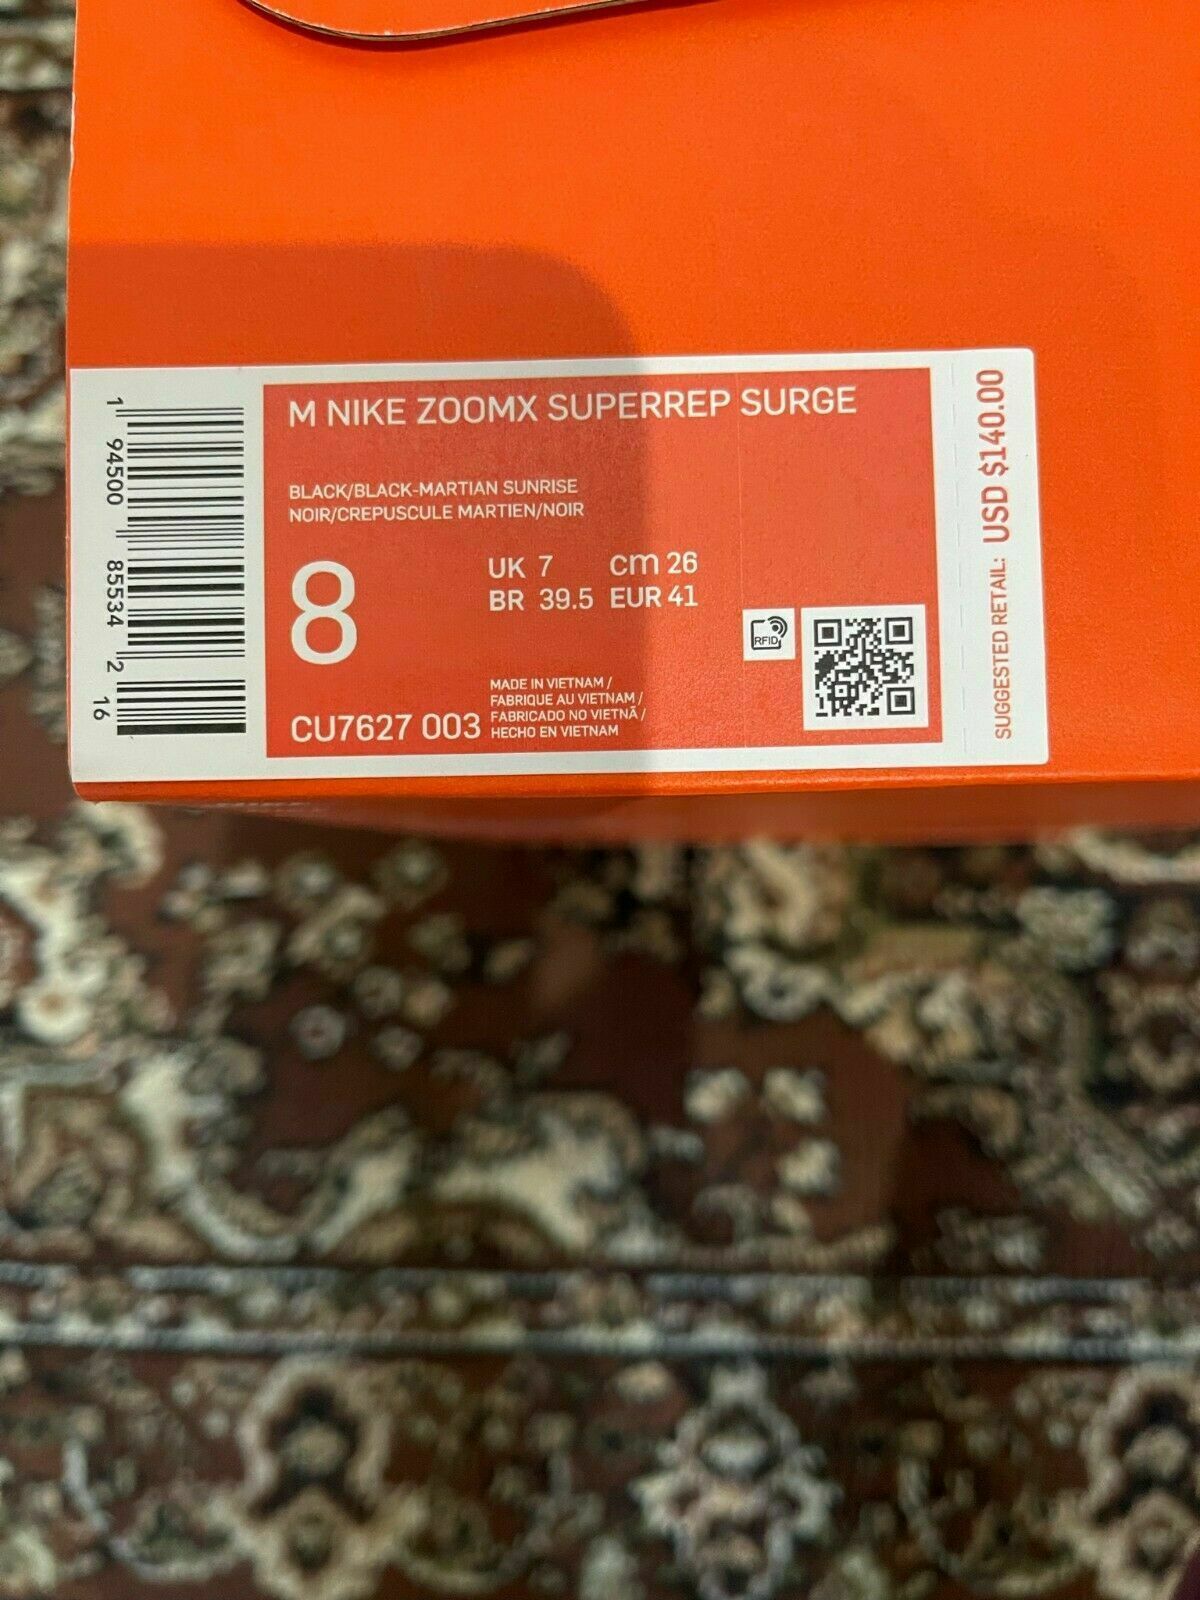 M NIKE ZOOMX SUPERREP SURGE
BLACK/BLACK-MARTIAN SUNRISE
NOIR/CREPUSCULE MARTIEN/NOIR
8
UK 7 cm 26
BR 39.5 EUR 41
RFID
MADE IN VIETNAM /
FABRIQUE AU VIETNAM /
FABRICADO NO VIETNÃ /
HECHO EN VIETNAM
CU7627 003
1 94500 85534 2 16
SUGGESTED RETAIL: USD $140.00